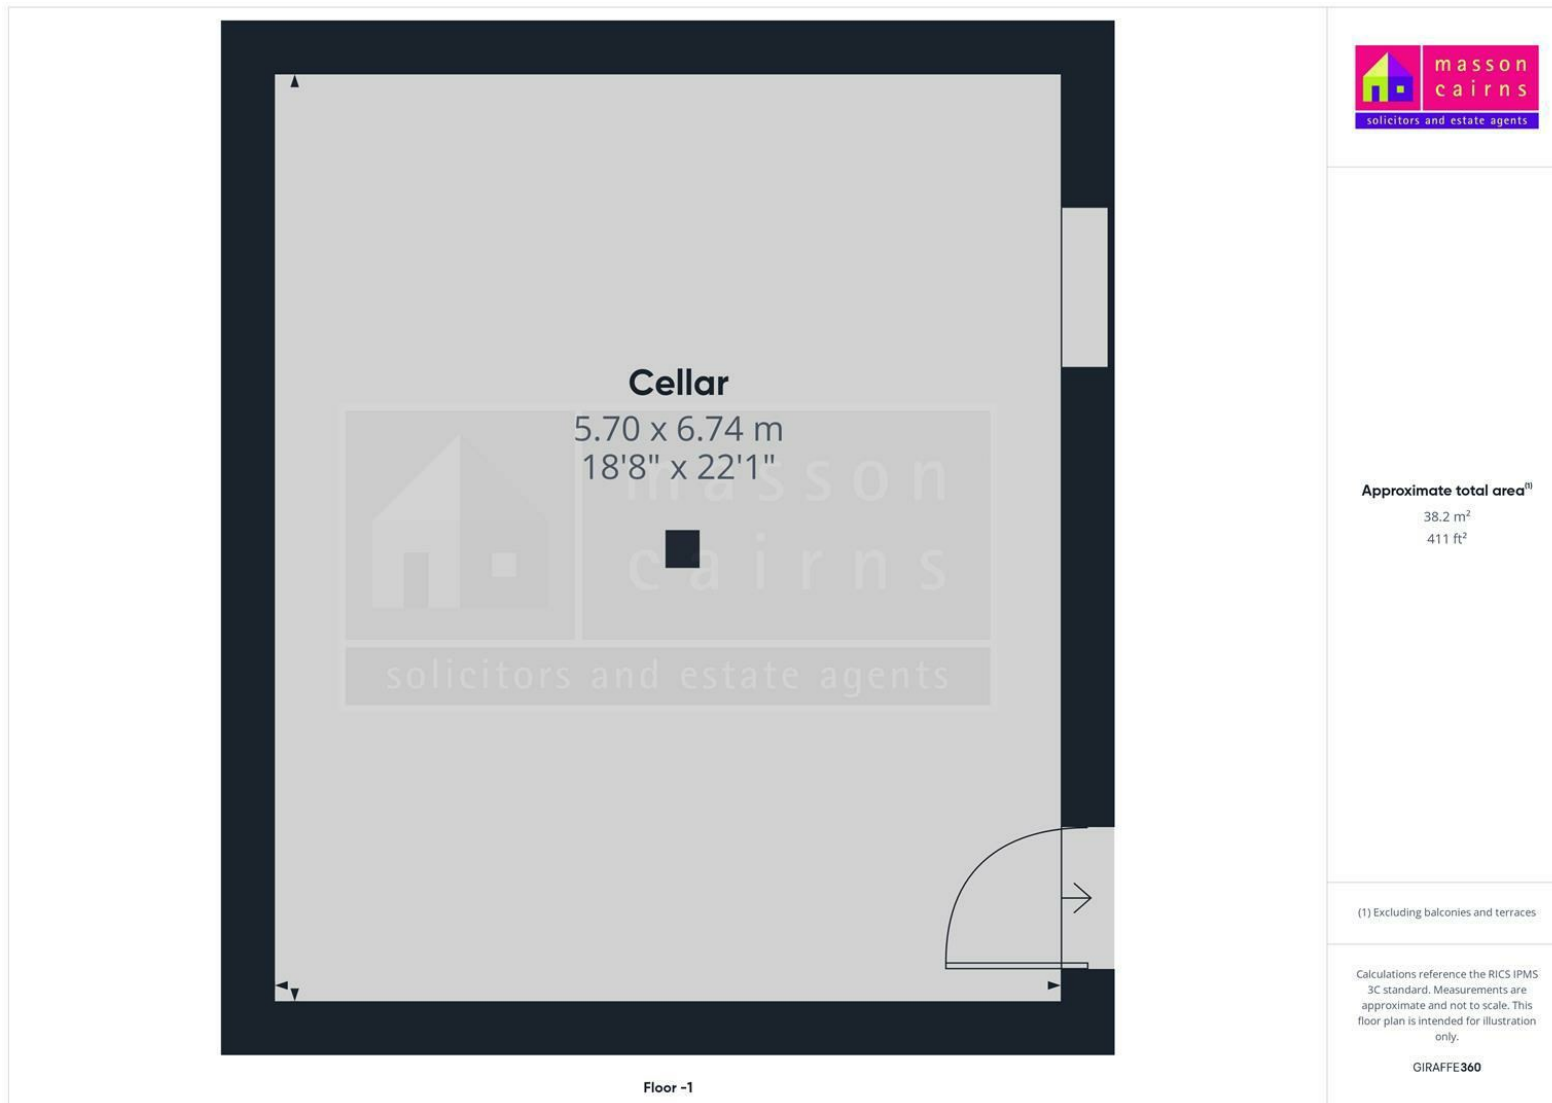 masson
cairns
solicitors and estate agents
Cellar
5.70 x 6.74 m
18'8" x 22'1"
masson
cairns
solicitors and estate agents
Approximate total area(1)
38.2 m²
411 ft²
(1) Excluding balconies and terraces
Calculations reference the RICS IPMS
3C standard. Measurements are
approximate and not to scale. This
floor plan is intended for illustration
only.
GIRAFFE360
Floor -1